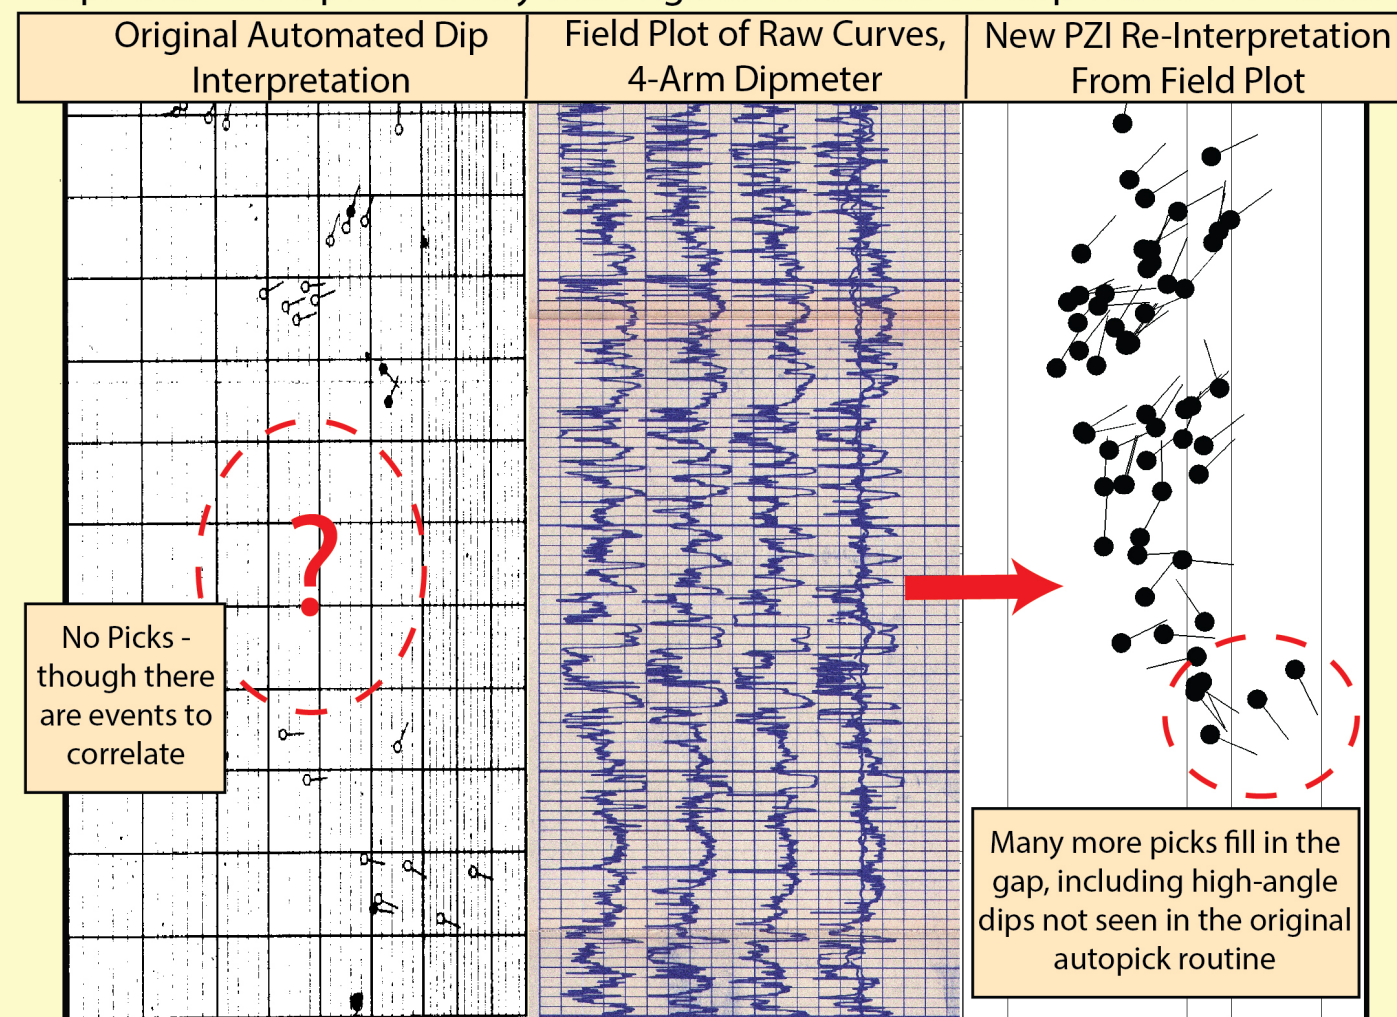 Original Automated Dip
Interpretation
Field Plot of Raw Curves,
4-Arm Dipmeter
New PZI Re-Interpretation
From Field Plot
?
No Picks -
though there
are events to
correlate
Many more picks fill in the
gap, including high-angle
dips not seen in the original
autopick routine